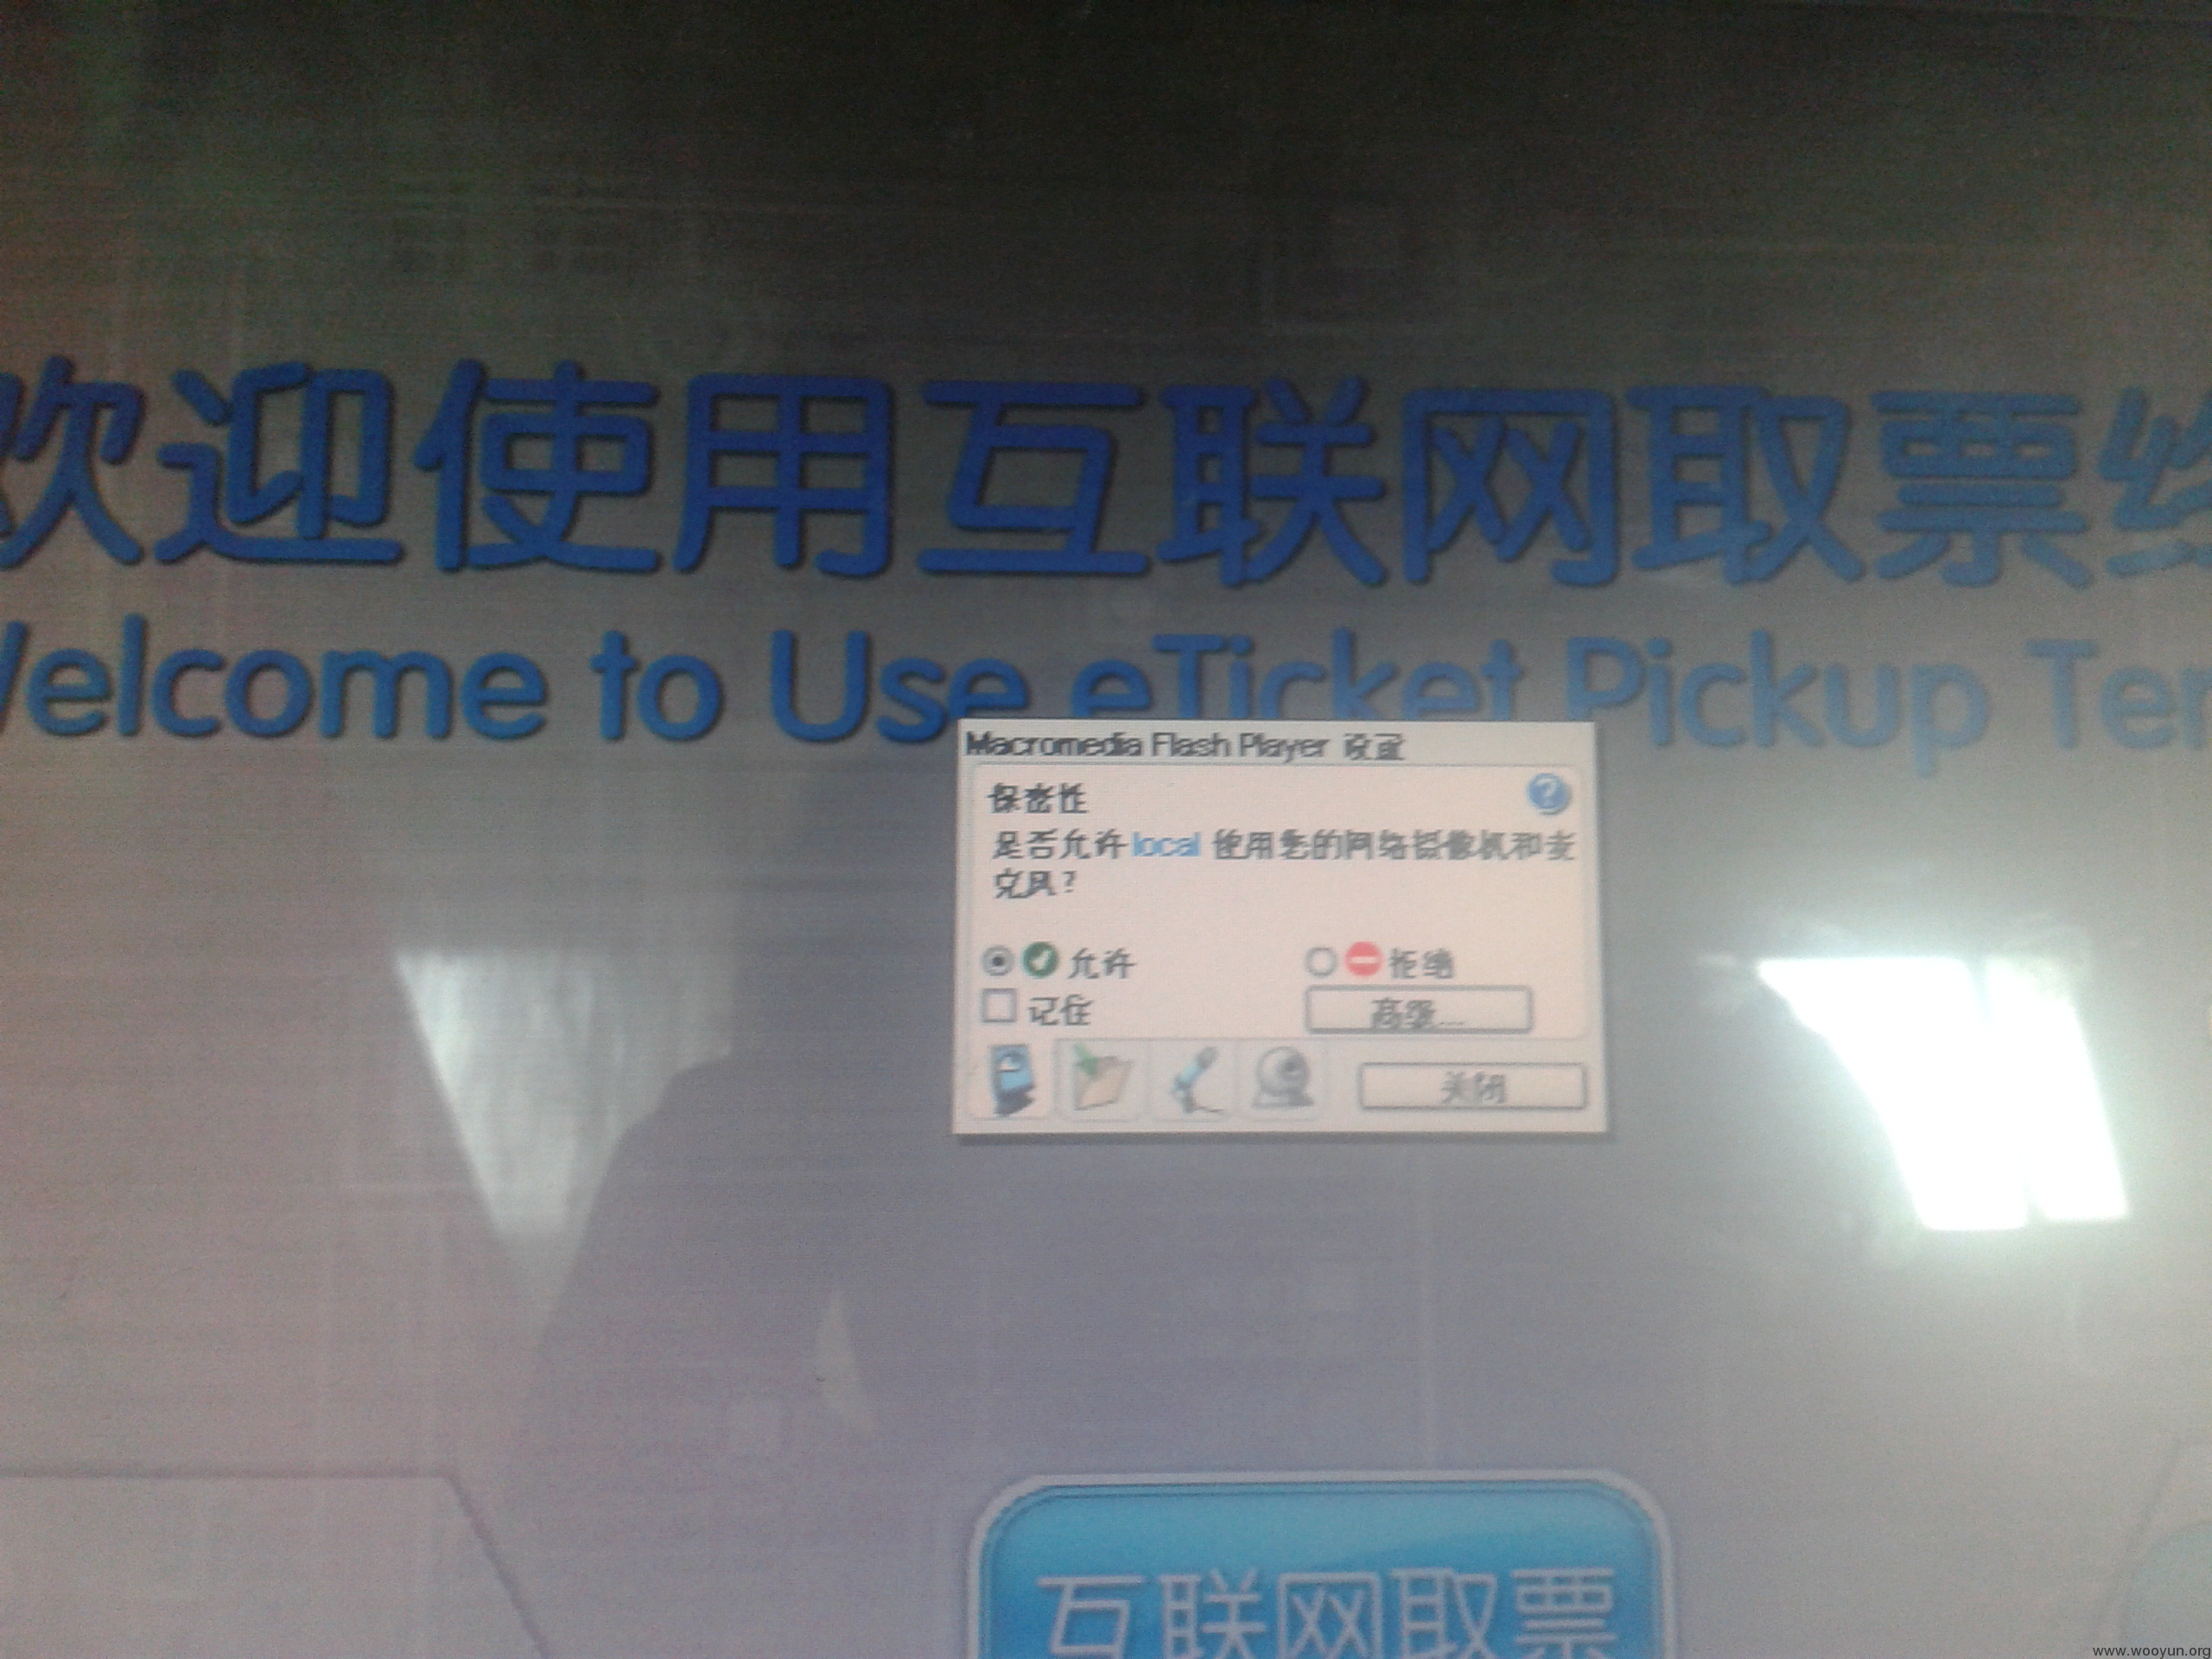 欢迎使用互联网取票终
Welcome to Use eTicket Pickup Ter
Macromedia Flash Player 设置
保密性
是否允许 local 使用您的网络摄像机和麦
克风?
允许 拒绝
记住 高级...
关闭
互联网取票
www.wooyun.org